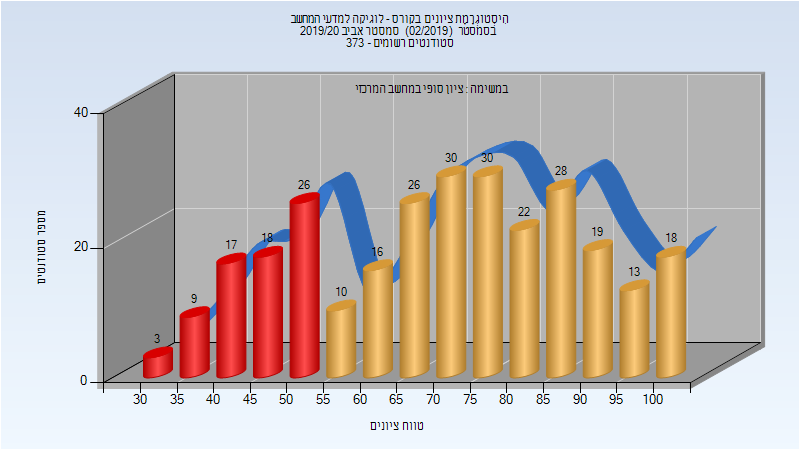 היסטוגרמת ציונים בקורס - לוגיקה למדעי המחשב
בסמסטר (02/2019) סמסטר אביב 2019/20
סטודנטים רשומים - 373
במשימה : ציון סופי במחשב המרכזי
40
20
0
מספר סטודנטים
3
9
17
18
26
10
16
26
30
30
22
28
19
13
18
30 35 40 45 50 55 60 65 70 75 80 85 90 95 100
טווח ציונים